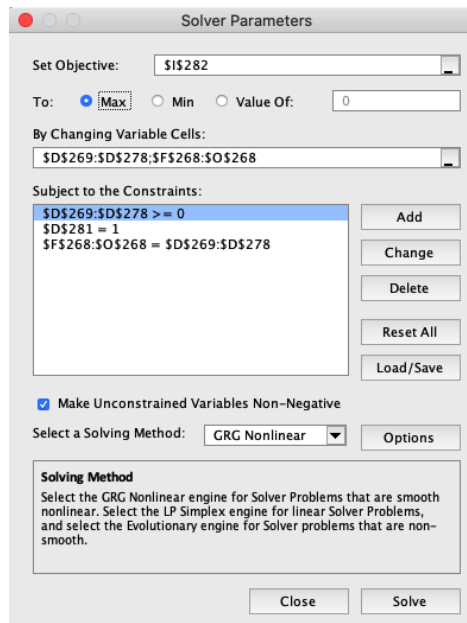 Solver Parameters
Set Objective: $I$282
To: Max Min Value Of: 0
By Changing Variable Cells:
$D$269:$D$278;$F$268:$O$268
Subject to the Constraints:
$D$269:$D$278 >= 0
$D$281 = 1
$F$268:$O$268 = $D$269:$D$278
Add
Change
Delete
Reset All
Load/Save
Make Unconstrained Variables Non-Negative
Select a Solving Method: GRG Nonlinear Options
Solving Method
Select the GRG Nonlinear engine for Solver Problems that are smooth
nonlinear. Select the LP Simplex engine for linear Solver Problems,
and select the Evolutionary engine for Solver problems that are non-
smooth.
Close Solve